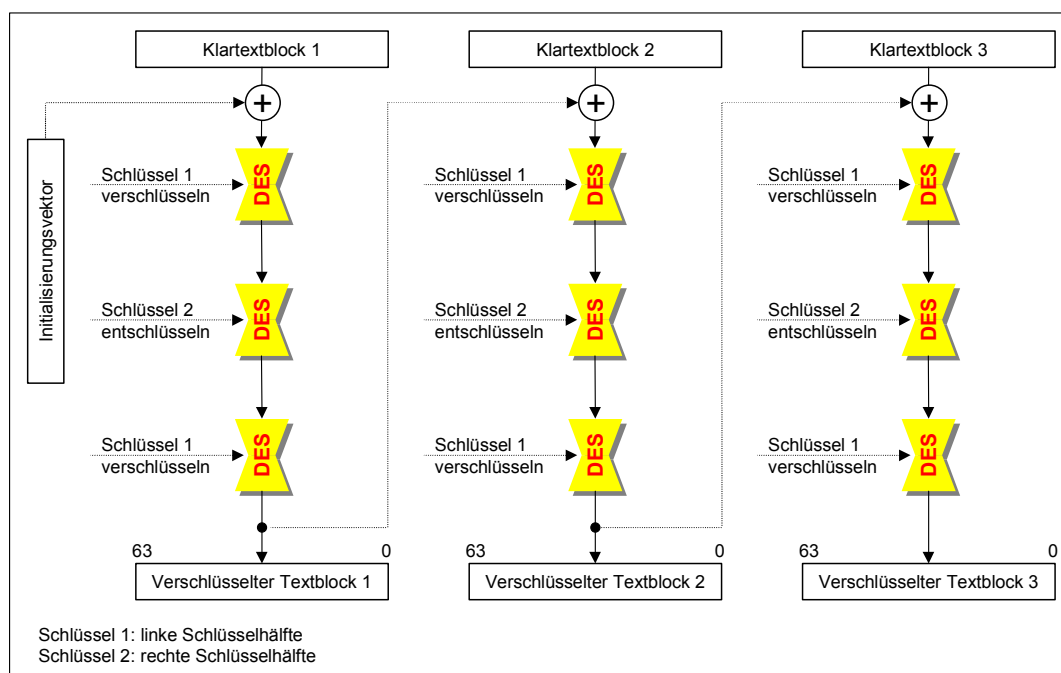 Klartextblock 1
Klartextblock 2
Klartextblock 3
+
+
+
Initialisierungsvektor
Schlüssel 1
verschlüsseln
DES
Schlüssel 1
verschlüsseln
DES
Schlüssel 1
verschlüsseln
DES
Schlüssel 2
entschlüsseln
DES
Schlüssel 2
entschlüsseln
DES
Schlüssel 2
entschlüsseln
DES
Schlüssel 1
verschlüsseln
DES
Schlüssel 1
verschlüsseln
DES
Schlüssel 1
verschlüsseln
DES
63 0
63 0
63 0
Verschlüsselter Textblock 1
Verschlüsselter Textblock 2
Verschlüsselter Textblock 3
Schlüssel 1: linke Schlüsselhälfte
Schlüssel 2: rechte Schlüsselhälfte